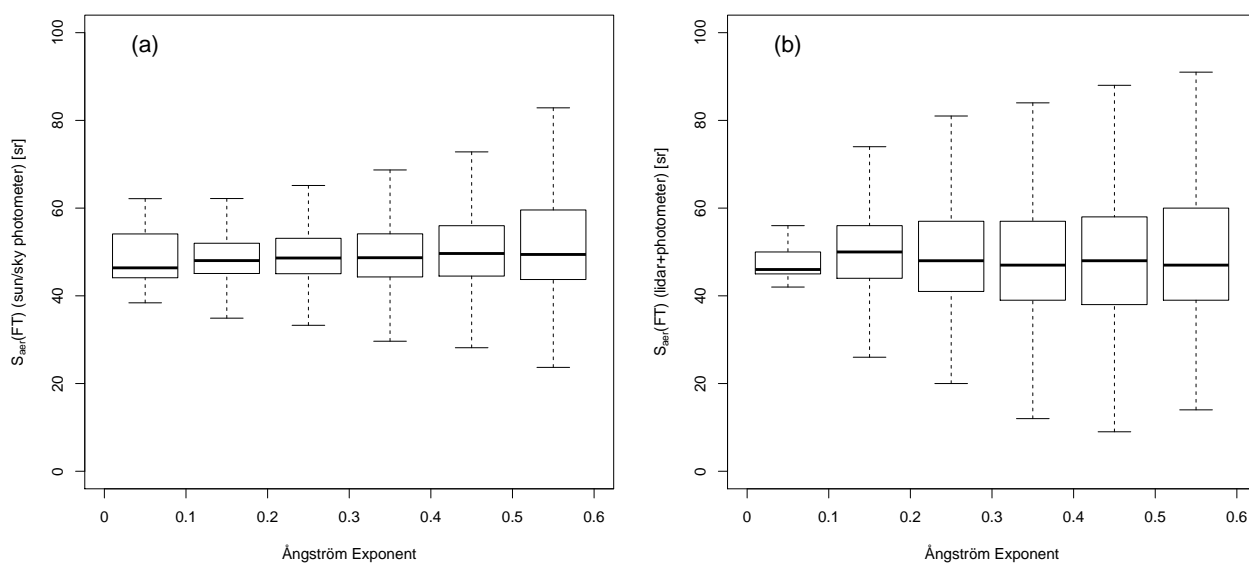 (a)
100
80
60
40
20
0
S_aer(FT) (sun/sky photometer) [sr]
0 0.1 0.2 0.3 0.4 0.5 0.6
Ångström Exponent
(b)
100
80
60
40
20
0
S_aer(FT) (lidar+photometer) [sr]
0 0.1 0.2 0.3 0.4 0.5 0.6
Ångström Exponent